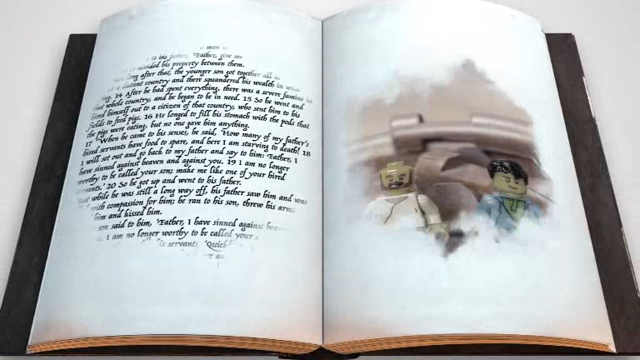 a man
to his father, 'Father, give me
divided his property between them.
long after that, the younger son got together all
a distant country and there squandered his wealth in wild
14 After he had spent everything, there was a severe famine in
that whole country, and he began to be in need. 15 So he went and
hired himself out to a citizen of that country, who sent him to his
fields to feed pigs. 16 He longed to fill his stomach with the pods that
the pigs were eating, but no one gave him anything.
17 "When he came to his senses, he said, 'How many of my father's
hired servants have food to spare, and here I am starving to death! 18
I will set out and go back to my father and say to him: Father, I
have sinned against heaven and against you. 19 I am no longer
worthy to be called your son; make me like one of your hired
servants.' 20 So he got up and went to his father.
"But while he was still a long way off, his father saw him and was
with compassion for him; he ran to his son, threw his arms
him and kissed him.
son said to him, 'Father, I have sinned against
I am no longer worthy to be called your
his servants, 'Quick!